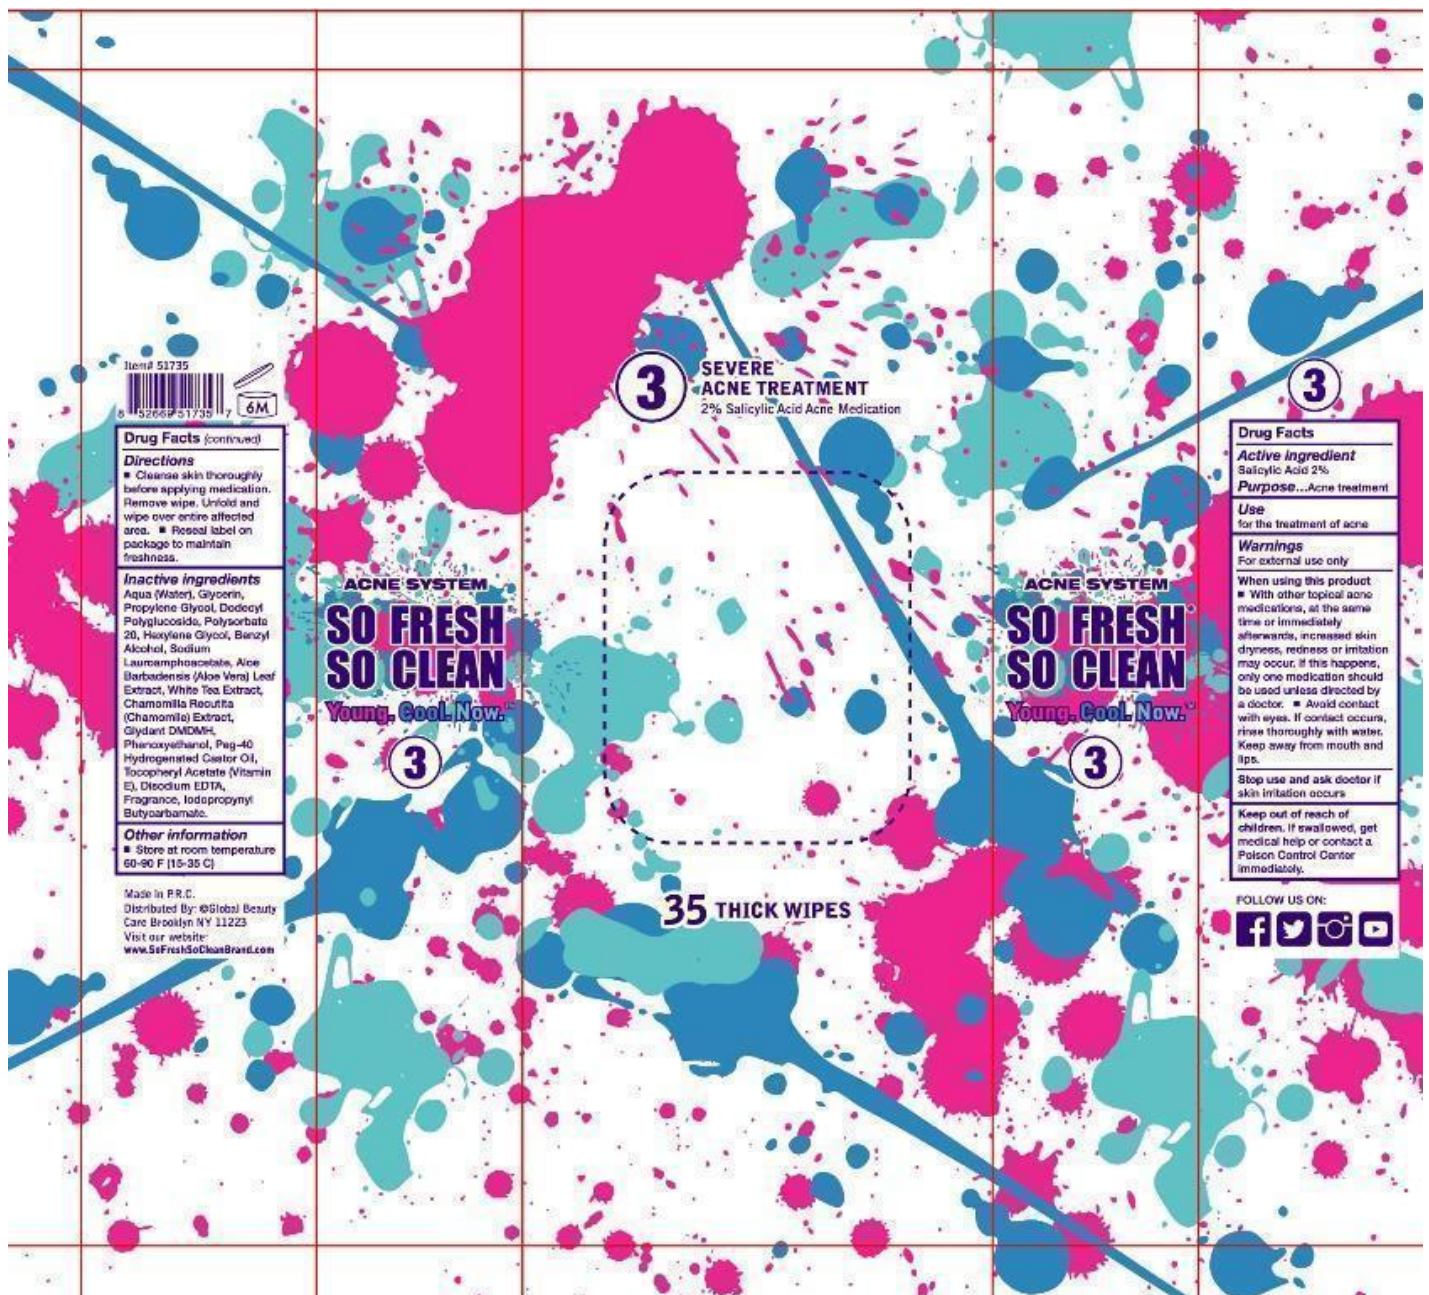 Item# 51735
8 52669 51735 7
6M
Drug Facts (continued)
Directions
▪ Cleanse skin thoroughly
before applying medication.
Remove wipe. Unfold and
wipe over entire affected
area. ▪ Reseal label on
package to maintain
freshness.
Inactive ingredients
Aqua (Water), Glycerin,
Propylene Glycol, Dodecyl
Polyglucoside, Polysorbate
20, Hexylene Glycol, Benzyl
Alcohol, Sodium
Lauroamphoacetate, Aloe
Barbadensis (Aloe Vera) Leaf
Extract, White Tea Extract,
Chamomilla Recutita
(Chamomile) Extract,
Glydant DMDMH,
Phenoxyethanol, Peg-40
Hydrogenated Castor Oil,
Tocopheryl Acetate (Vitamin
E), Disodium EDTA,
Fragrance, Iodopropynyl
Butycarbamate.
Other information
▪ Store at room temperature
60-90 F (15-35 C)
Made in P.R.C.
Distributed By: ©Global Beauty
Care Brooklyn NY 11223
Visit our website:
www.SoFreshSoCleanBrand.com
ACNE SYSTEM
SO FRESH
SO CLEAN
Young. Cool. Now.™
3
3
SEVERE
ACNE TREATMENT
2% Salicylic Acid Acne Medication
35 THICK WIPES
ACNE SYSTEM
SO FRESH
SO CLEAN
Young. Cool. Now.™
3
3
Drug Facts
Active ingredient
Salicylic Acid 2%
Purpose...Acne treatment
Use
for the treatment of acne
Warnings
For external use only
When using this product
▪ With other topical acne
medications, at the same
time or immediately
afterwards, increased skin
dryness, redness or irritation
may occur. If this happens,
only one medication should
be used unless directed by
a doctor. ▪ Avoid contact
with eyes. If contact occurs,
rinse thoroughly with water.
Keep away from mouth and
lips.
Stop use and ask doctor if
skin irritation occurs
Keep out of reach of
children. If swallowed, get
medical help or contact a
Poison Control Center
immediately.
FOLLOW US ON: